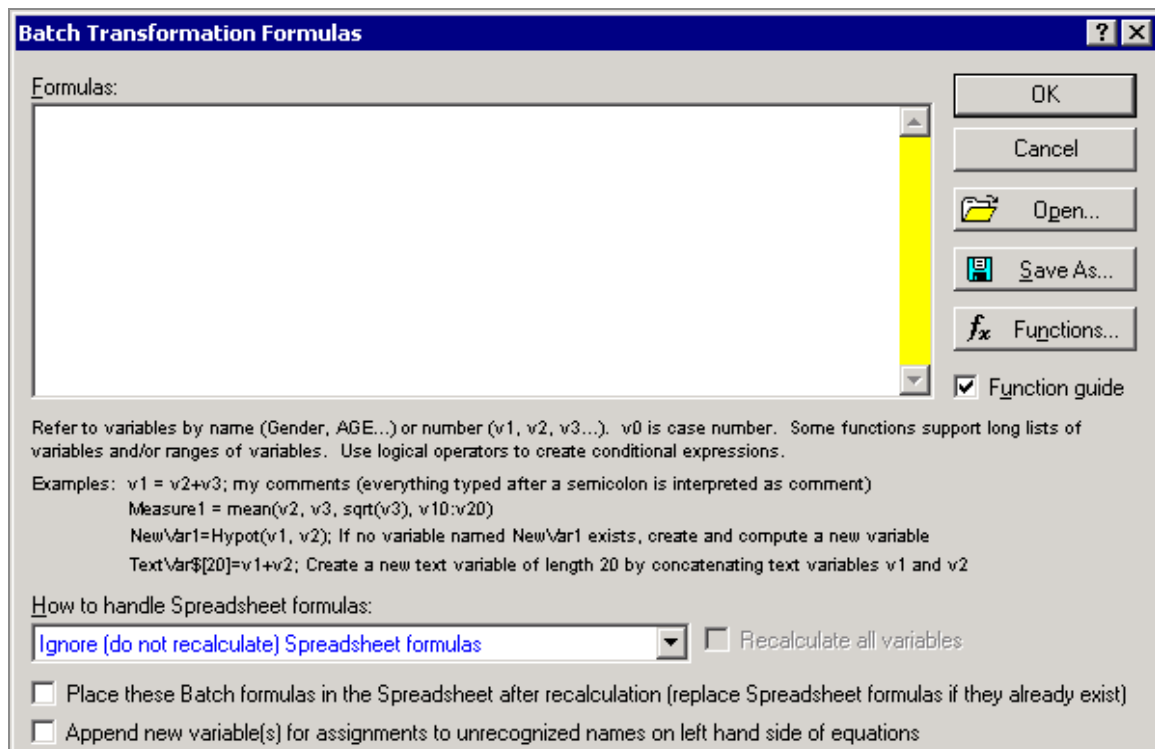 Batch Transformation Formulas
Formulas:
OK
Cancel
Open...
Save As...
fx Functions...
Function guide
Refer to variables by name (Gender, AGE...) or number (v1, v2, v3...).  v0 is case number.  Some functions support long lists of
variables and/or ranges of variables.  Use logical operators to create conditional expressions.
Examples:  v1 = v2+v3; my comments (everything typed after a semicolon is interpreted as comment)
Measure1 = mean(v2, v3, sqrt(v3), v10:v20)
NewVar1=Hypot(v1, v2); If no variable named NewVar1 exists, create and compute a new variable
TextVar$[20]=v1+v2; Create a new text variable of length 20 by concatenating text variables v1 and v2
How to handle Spreadsheet formulas:
Ignore (do not recalculate) Spreadsheet formulas
Recalculate all variables
Place these Batch formulas in the Spreadsheet after recalculation (replace Spreadsheet formulas if they already exist)
Append new variable(s) for assignments to unrecognized names on left hand side of equations